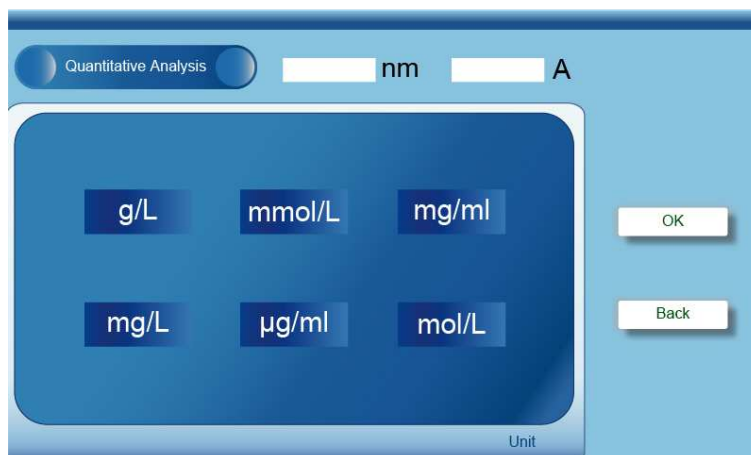 Quantitative Analysis nm A
g/L mmol/L mg/ml
OK
mg/L µg/ml mol/L
Back
Unit